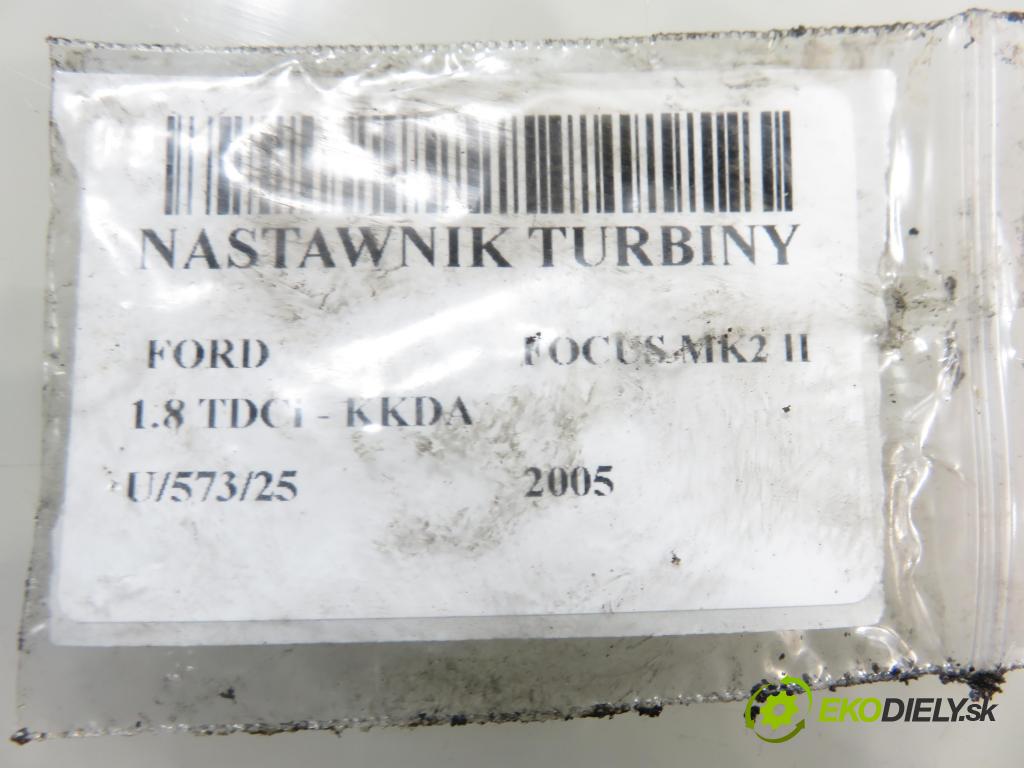 NASTAWNIK TURBINY
FORD FOCUS MK2 II
1.8 TDCi - KKDA
U/573/25 2005
EKODIELY.sk